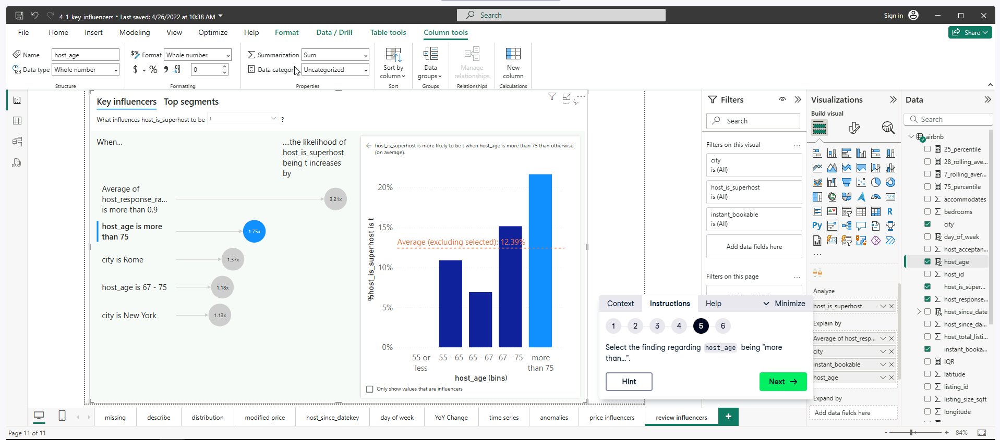 4_1_key_influencers • Last saved: 4/26/2022 at 10:38 AM
Search
Sign in
File Home Insert Modeling View Optimize Help Format Data / Drill Table tools Column tools
Share
Name host_age
Data type Whole number
Structure
Format Whole number
$ % 0
Formatting
Summarization Sum
Data category Uncategorized
Properties
Sort by
column
Sort
Data
groups
Groups
Manage
relationships
Relationships
New
column
Calculations
Key influencers Top segments
What influences host_is_superhost to be t ?
When...
....the likelihood of
host_is_superhost
being t increases
by
Average of
host_response_ra...
is more than 0.9
3.21x
host_age is more
than 75
1.75x
city is Rome
1.37x
host_age is 67 - 75
1.18x
city is New York
1.13x
host_is_superhost is more likely to be t when host_age is more than 75 than otherwise
(on average).
20%
15%
10%
5%
0%
%host_is_superhost is t
Average (excluding selected): 12.39%
55 or
less
55 - 65
65 - 67
67 - 75
more
than 75
host_age (bins)
Only show values that are influencers
Filters
Search
Filters on this visual
city
is (All)
host_is_superhost
is (All)
instant_bookable
is (All)
Add data fields here
Filters on this page
Visualizations
Build visual
R
Py
123
Analyze
host_is_superhost
Explain by
Average of host_resp...
city
instant_bookable
host_age
Expand by
Add data fields here
Data
Search
airbnb
25_percentile
28_rolling_ave...
7_rolling_aver...
75_percentile
accommodates
bedrooms
city
day_of_week
host_acceptan...
host_age
host_id
host_is_super...
host_response...
host_since_date
host_since_da...
host_total_listi...
instant_booka...
IQR
latitude
listing_id
listing_size_sqft
longitude
Context Instructions Help Minimize
1 2 3 4 5 6
Select the finding regarding host_age being "more
than...".
Hint
Next
missing describe distribution modified price host_since_datekey day of week YoY Change time series anomalies price influencers review influencers +
Page 11 of 11
- + 84%